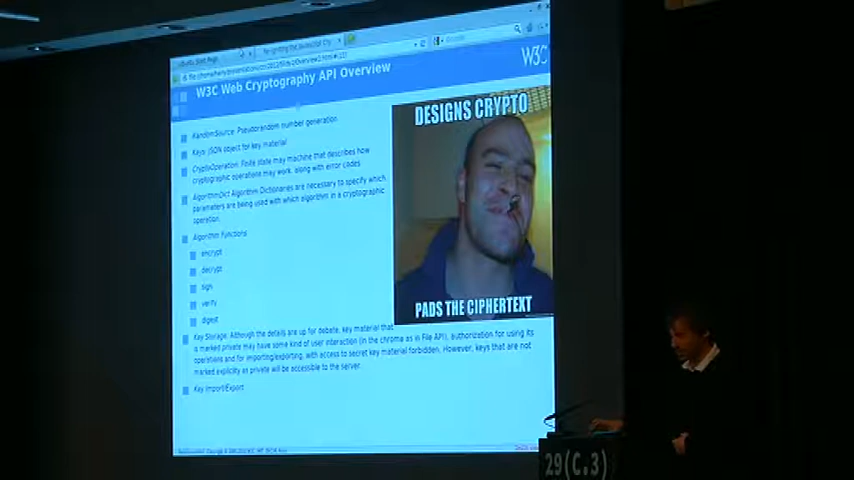 W3C Web Cryptography API Overview
W3C
RandomSource: Pseudorandom number generation
Keys: JSON object for key material
CryptoOperation: Finite state may machine that describes how
cryptographic operations may work, along with error codes.
AlgorithmDict Algorithm Dictionaries are necessary to specify which
parameters are being used with which algorithm in a cryptographic
operation.
Algorithm Functions
encrypt
decrypt
sign
verify
digest
DESIGNS CRYPTO
PADS THE CIPHERTEXT
Key Storage: Although the details are up for debate, key material that
is marked private may have some kind of user interaction (in the chrome as in File API), authorization for using its
operations and for importing/exporting, with access to secret key material forbidden. However, keys that are not
marked explicitly as private will be accessible to the server.
Key Import/Export
29(C.3)